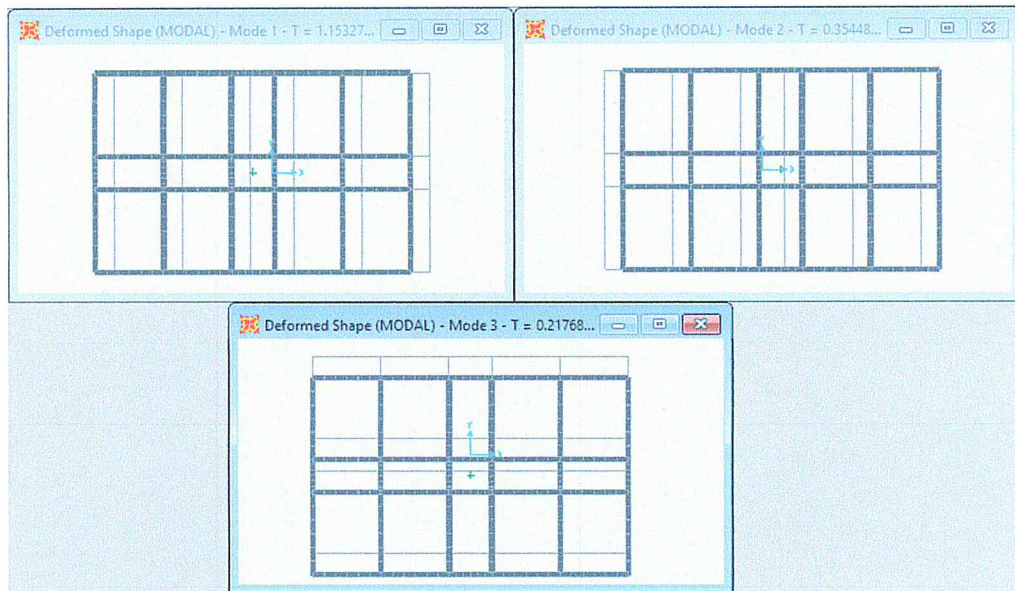 Deformed Shape (MODAL) - Mode 1 - T = 1.15327...
Deformed Shape (MODAL) - Mode 2 - T = 0.35448...
X
X
Deformed Shape (MODAL) - Mode 3 - T = 0.21768...
Y